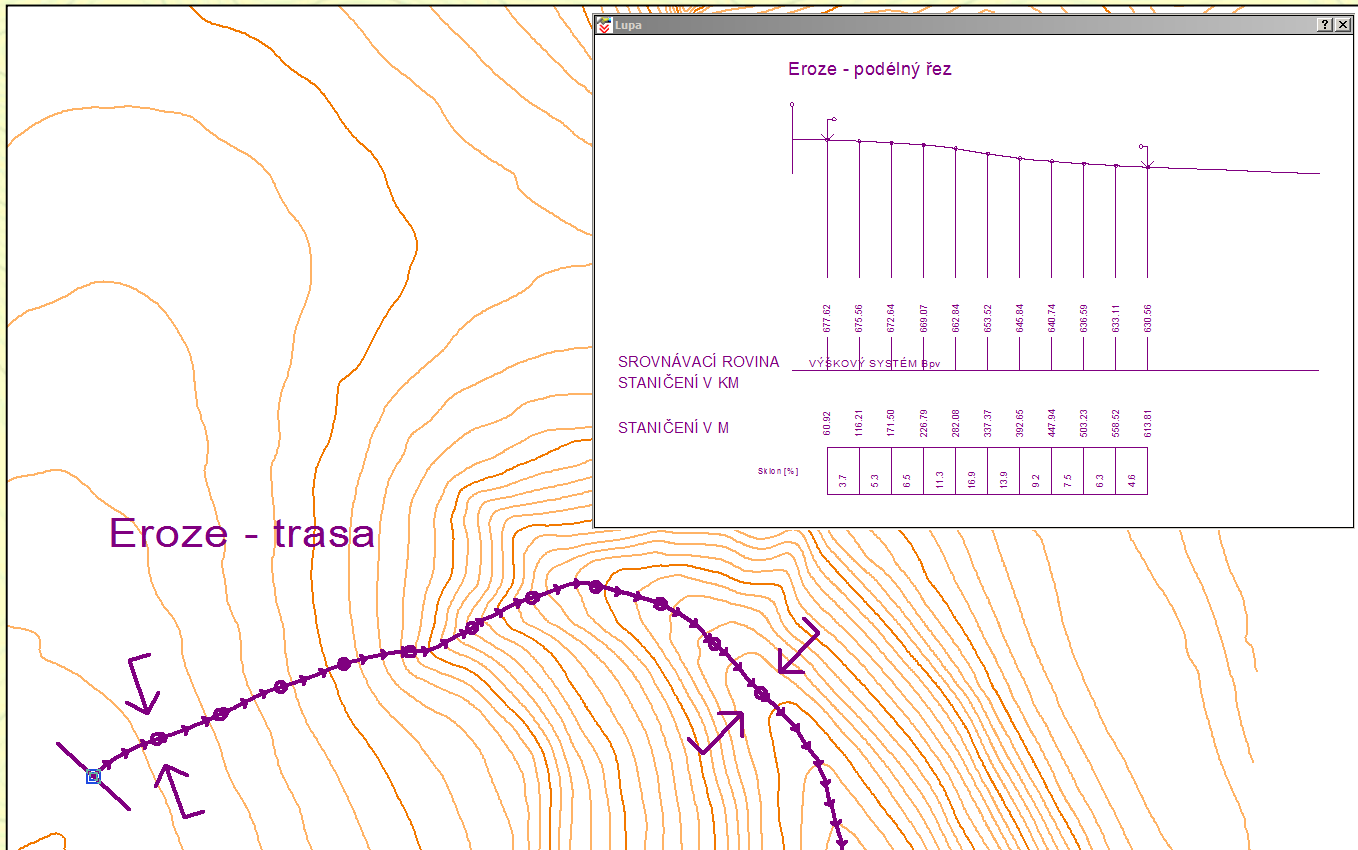 Lupa
Eroze - podélný řez
677.62 675.56 672.64 669.07 662.84 653.52 645.84 640.74 636.59 633.11 630.56
SROVNÁVACÍ ROVINA VÝŠKOVÝ SYSTÉM Bpv
STANIČENÍ V KM
STANIČENÍ V M 60.92 116.21 171.50 226.79 282.08 337.37 392.65 447.94 503.23 558.52 613.81
Sklon [%] 3.7 5.3 6.5 11.3 16.9 13.9 9.2 7.5 6.3 4.6
Eroze - trasa